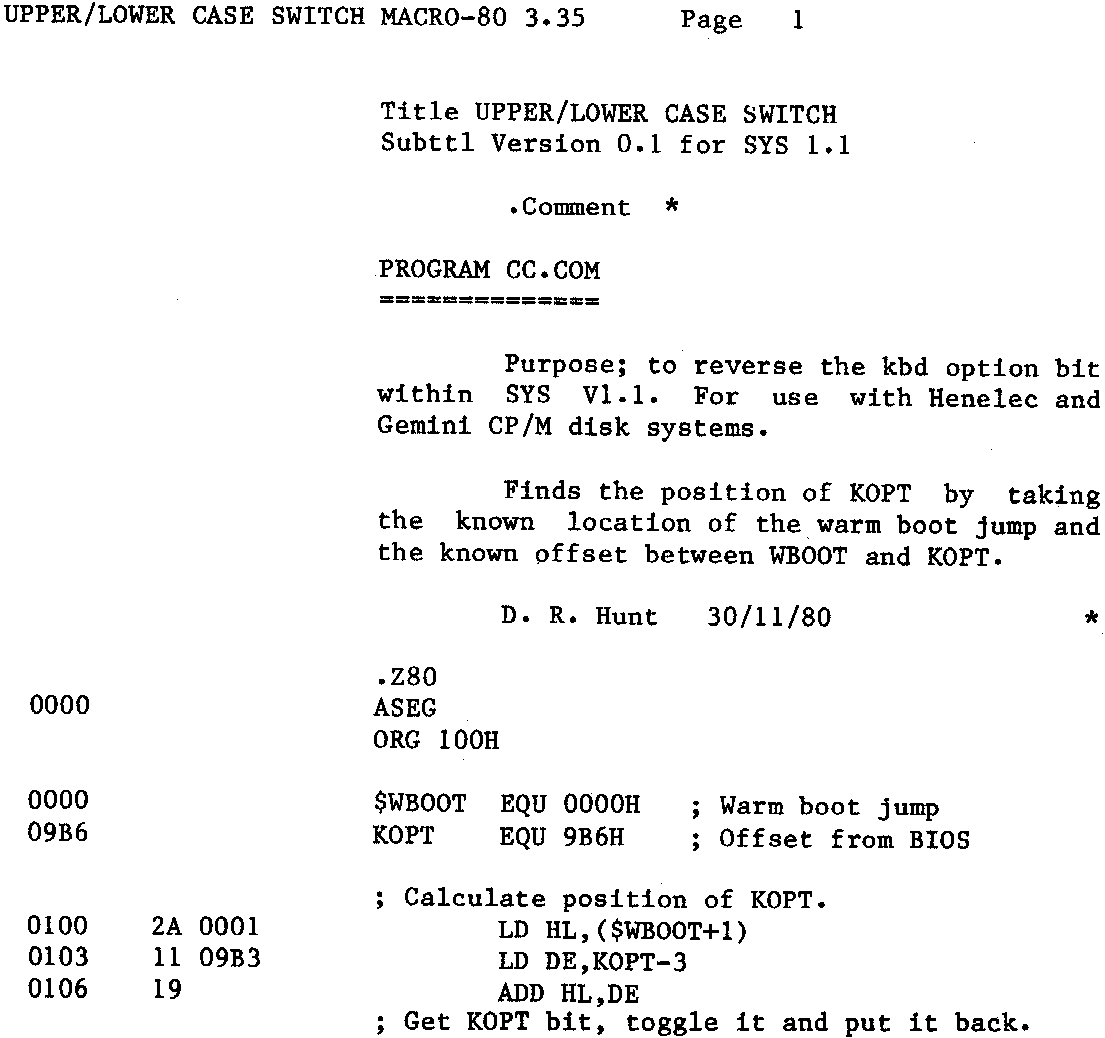 UPPER/LOWER CASE SWITCH MACRO-80 3.35 Page 1
Title UPPER/LOWER CASE SWITCH
Subttl Version 0.1 for SYS 1.1
.Comment *
PROGRAM CC.COM
==============
Purpose; to reverse the kbd option bit
within SYS V1.1. For use with Henelec and
Gemini CP/M disk systems.
Finds the position of KOPT by taking
the known location of the warm boot jump and
the known offset between WBOOT and KOPT.
D. R. Hunt 30/11/80 *
.Z80
0000 ASEG
ORG 100H
0000 $WBOOT EQU 0000H ; Warm boot jump
09B6 KOPT EQU 9B6H ; Offset from BIOS
; Calculate position of KOPT.
0100 2A 0001 LD HL,($WBOOT+1)
0103 11 09B3 LD DE,KOPT-3
0106 19 ADD HL,DE
; Get KOPT bit, toggle it and put it back.